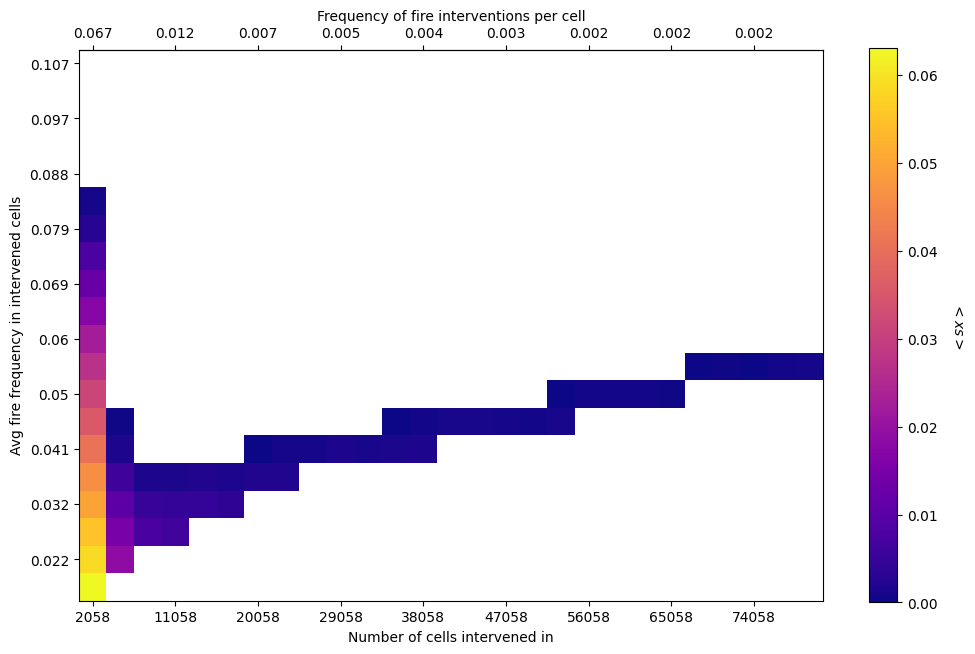 Frequency of fire interventions per cell
0.067 0.012 0.007 0.005 0.004 0.003 0.002 0.002 0.002
0.107
0.097
0.088
0.079
0.069
0.06
0.05
0.041
0.032
0.022
Avg fire frequency in intervened cells
2058 11058 20058 29058 38058 47058 56058 65058 74058
Number of cells intervened in
0.06
0.05
0.04
0.03
0.02
0.01
0.00
< sx >